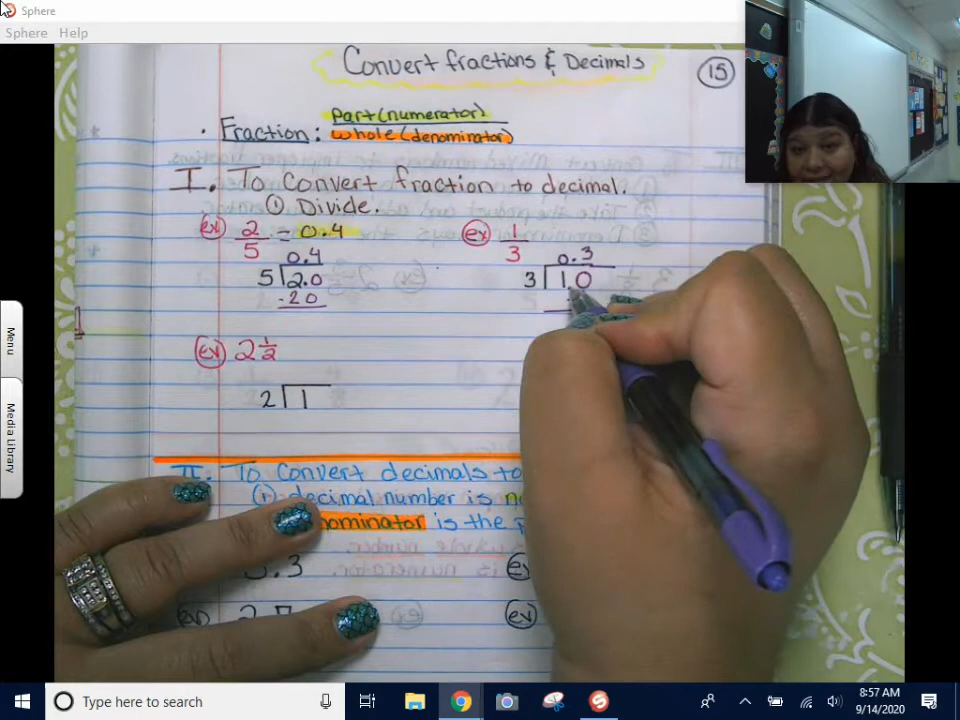 Sphere
Sphere Help
Convert fractions & Decimals
15
Fraction: part (numerator)
whole (denominator)
I. To Convert fraction to decimal.
① Divide.
ex 2/5 = 0.4
0.4
5 2.0
-20
ex 1/3
0.3
3 1.0
ex 2 1/2
2 1
II. To Convert decimals to
decimal number is
nominator is the
.3
ex
ex
Menu
Media Library
Type here to search
8:57 AM
9/14/2020